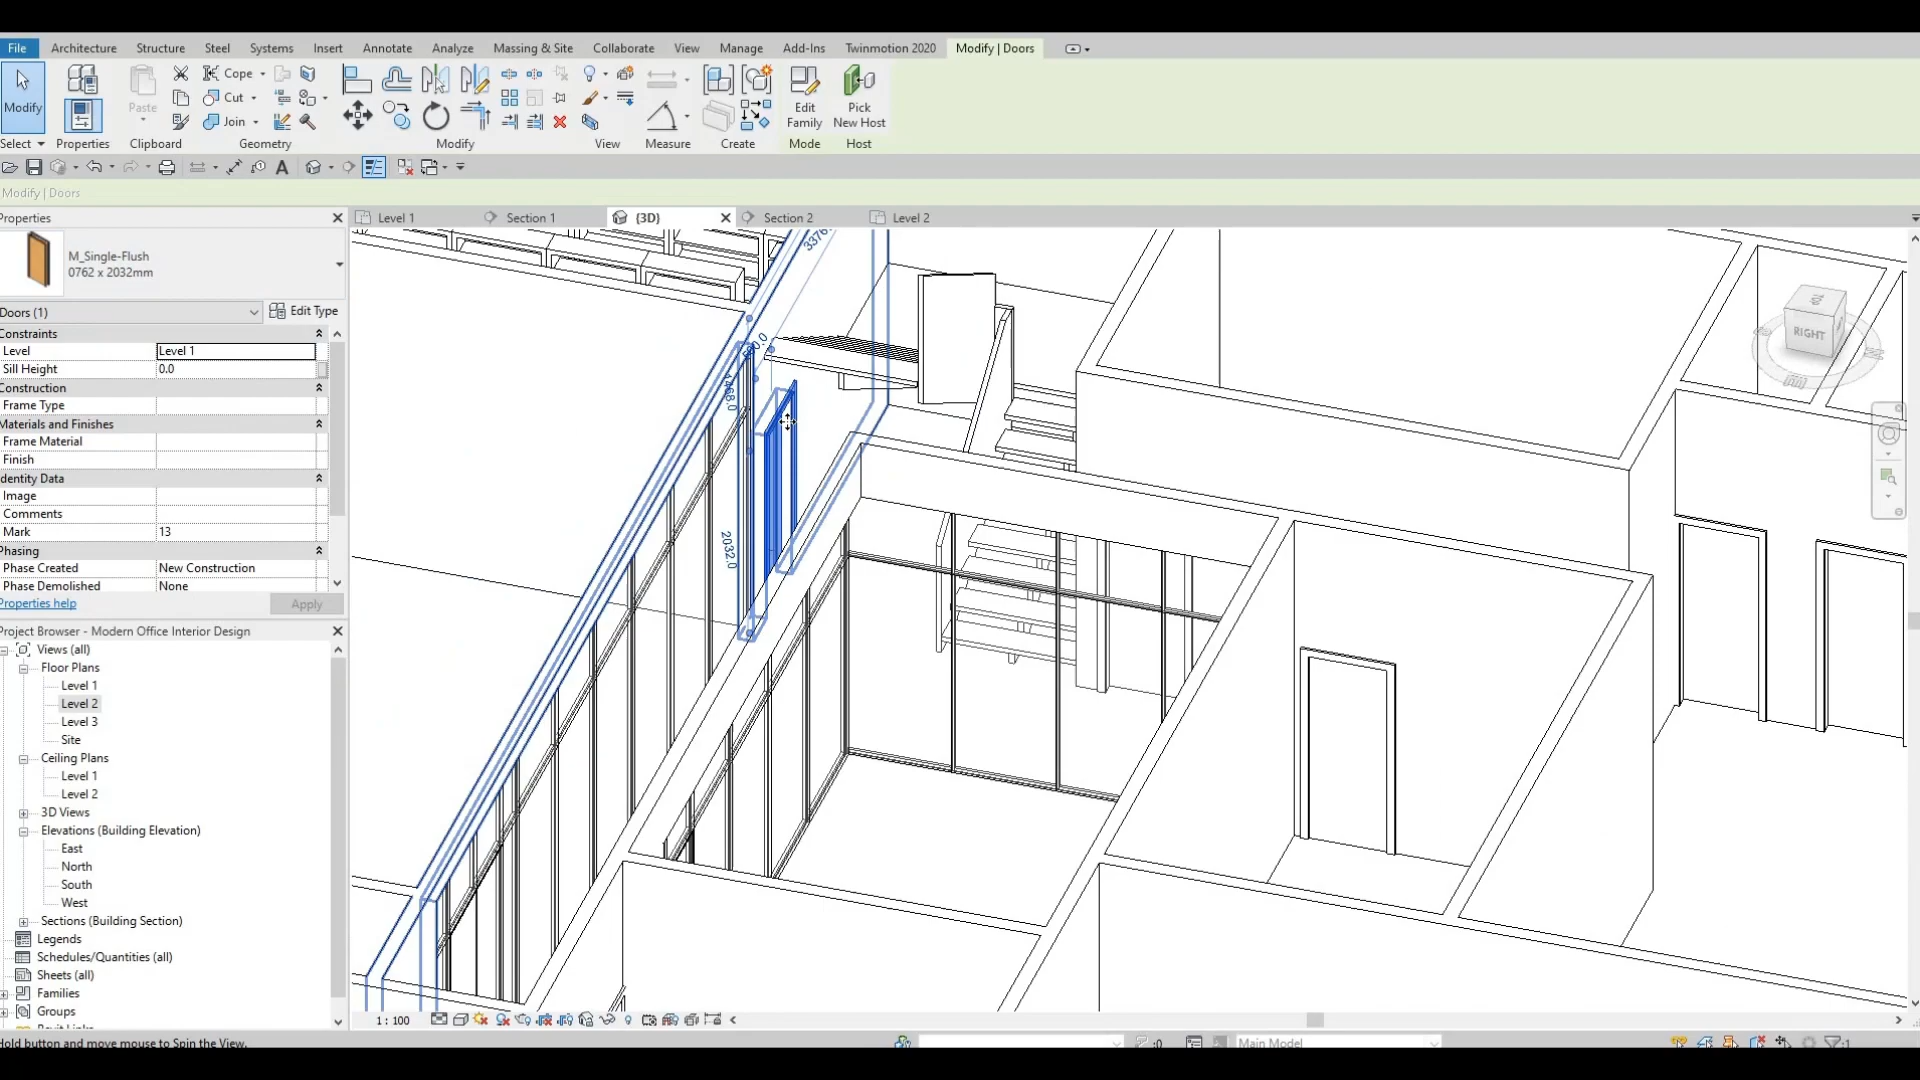 File Architecture Structure Steel Systems Insert Annotate Analyze Massing & Site Collaborate View Manage Add-Ins Twinmotion 2020 Modify | Doors
Modify
Paste
Cope
Cut
Join
Edit Family
Pick New Host
Select Properties Clipboard Geometry Modify View Measure Create Mode Host
Modify | Doors
Properties
Level 1 Section 1 (3D) Section 2 Level 2
M_Single-Flush
0762 x 2032mm
Doors (1) Edit Type
Constraints
Level Level 1
Sill Height 0.0
Construction
Frame Type
Materials and Finishes
Frame Material
Finish
Identity Data
Image
Comments
Mark 13
Phasing
Phase Created New Construction
Phase Demolished None
Properties help Apply
Project Browser - Modern Office Interior Design
Views (all)
Floor Plans
Level 1
Level 2
Level 3
Site
Ceiling Plans
Level 1
Level 2
3D Views
Elevations (Building Elevation)
East
North
South
West
Sections (Building Section)
Legends
Schedules/Quantities (all)
Sheets (all)
Families
Groups
Revit Links
2032.0
RIGHT
1 : 100
Hold button and move mouse to Spin the View.
:0
Main Model
:1